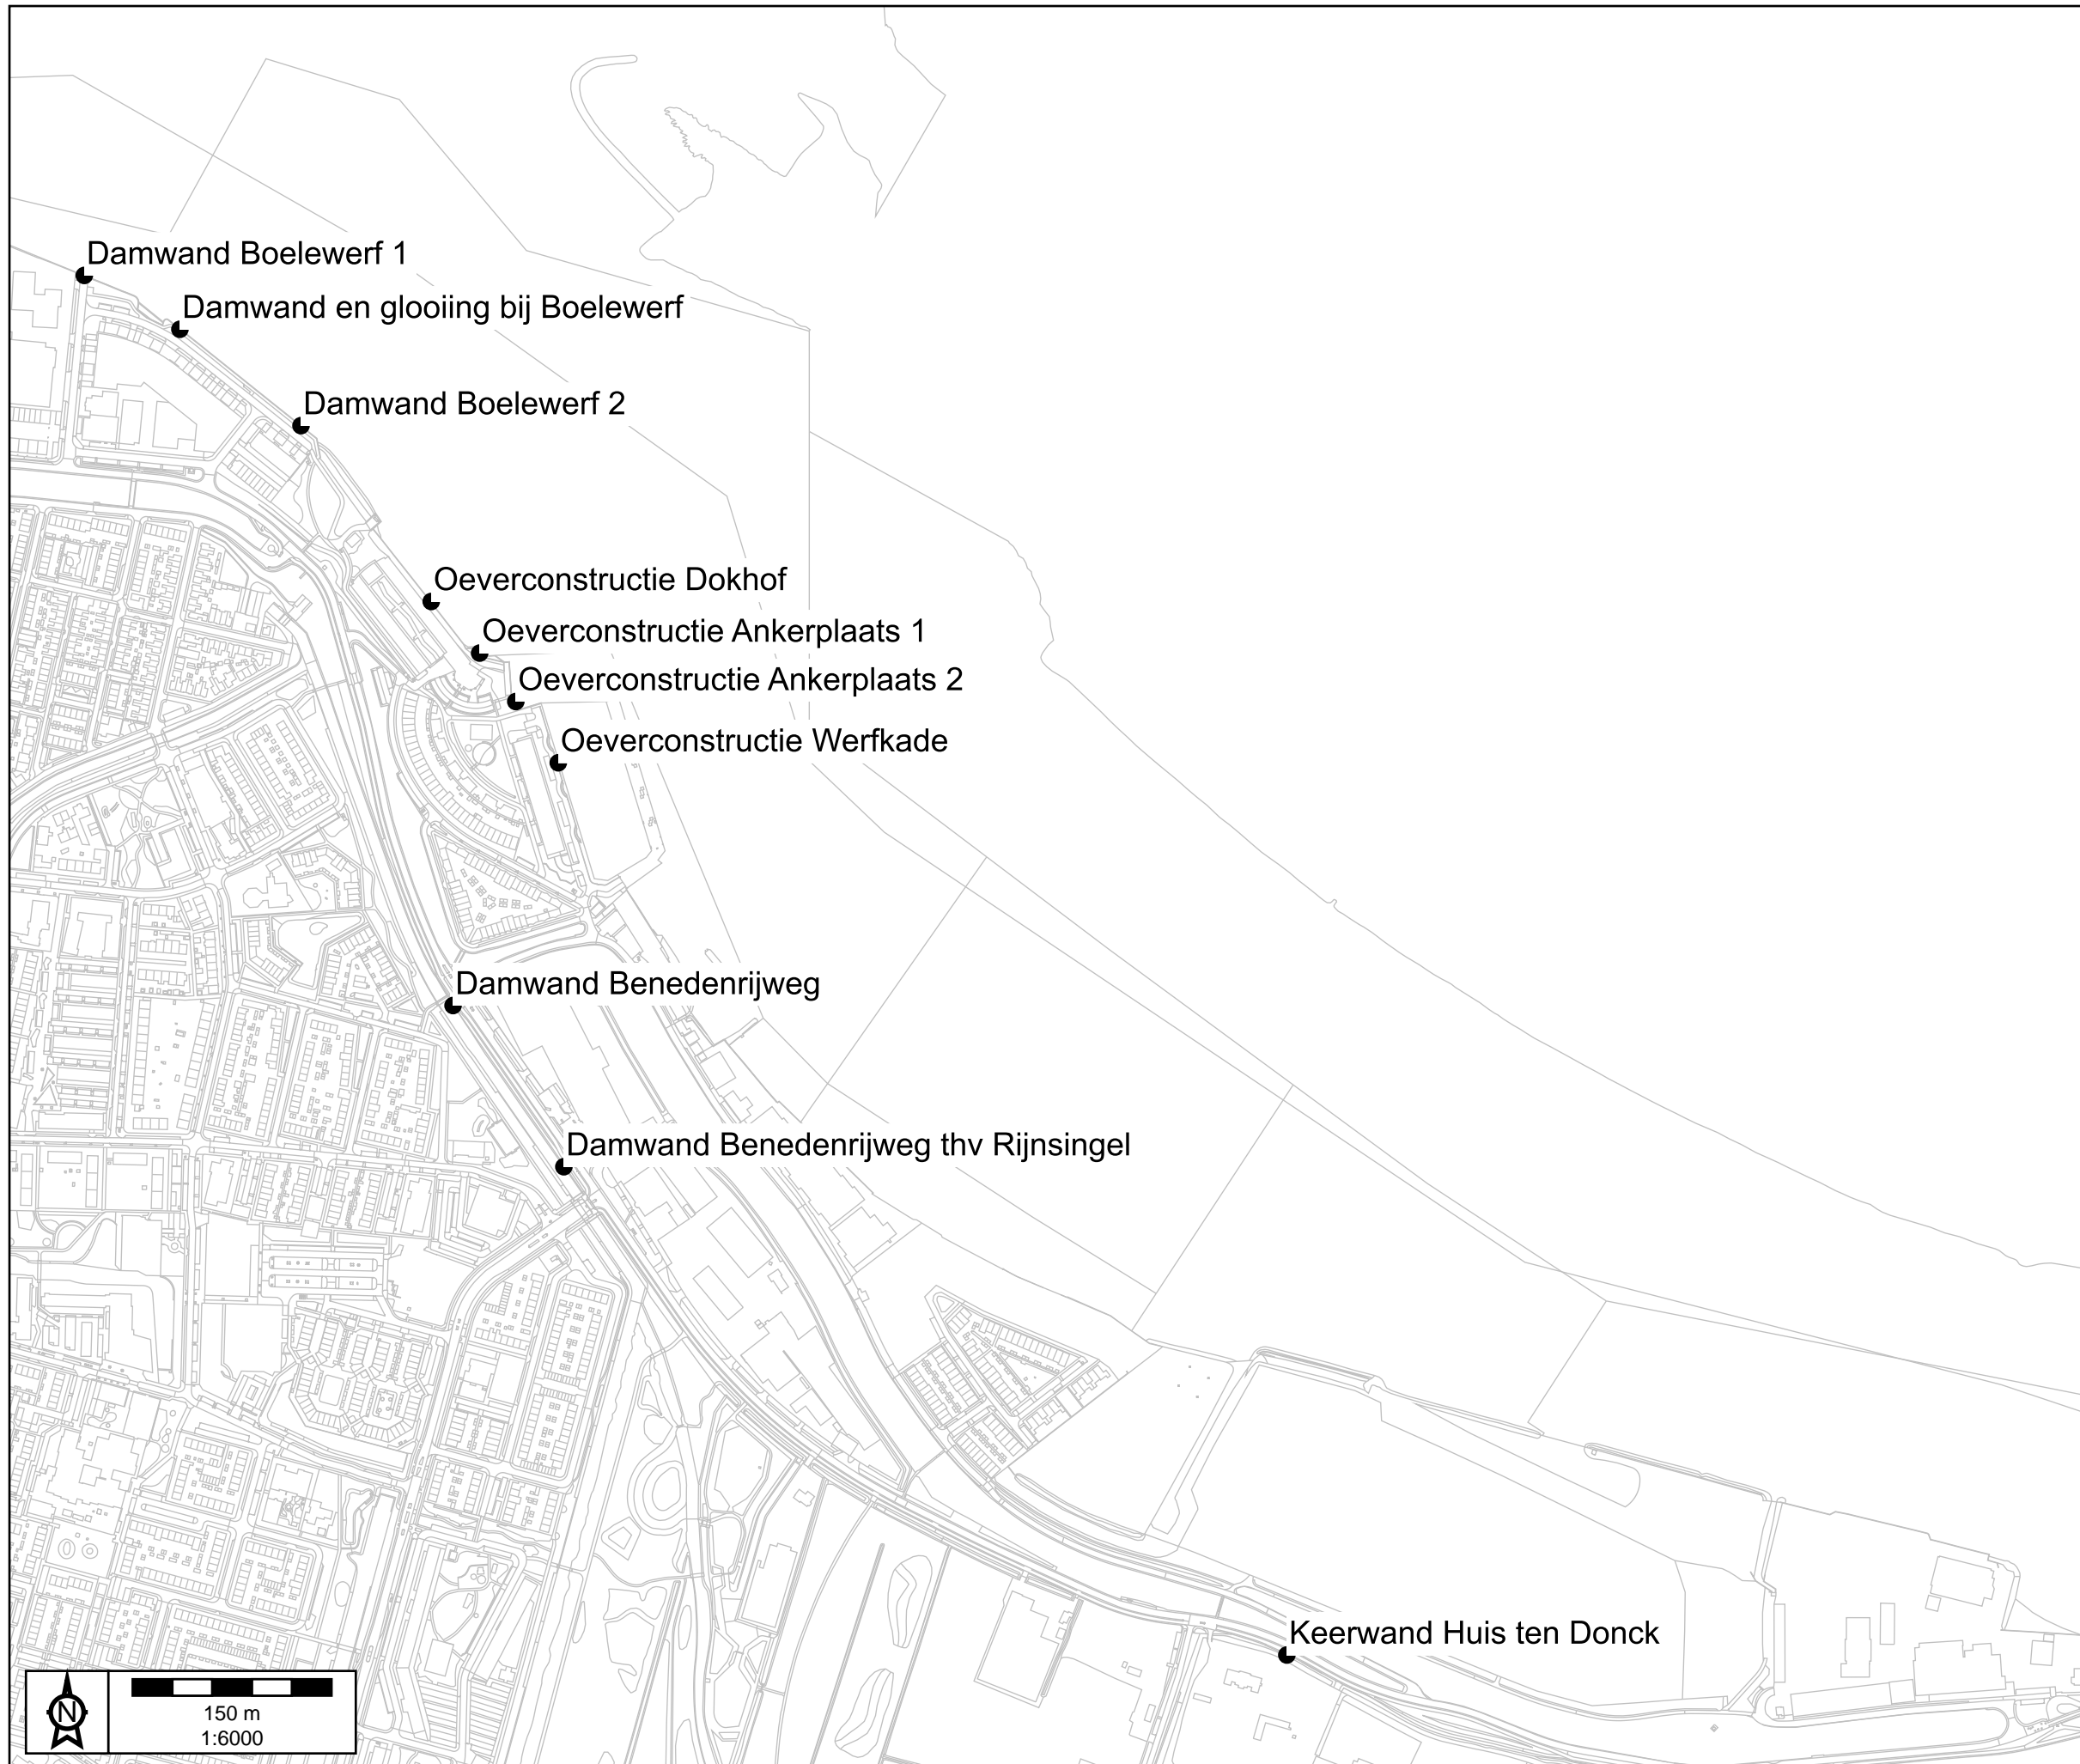 Damwand Boelewerf 1
Damwand en glooiing bij Boelewerf
Damwand Boelewerf 2
Oeverconstructie Dokhof
Oeverconstructie Ankerplaats 1
Oeverconstructie Ankerplaats 2
Oeverconstructie Werfkade
Damwand Benedenrijweg
Damwand Benedenrijweg thv Rijnsingel
Keerwand Huis ten Donck
N
150 m
1:6000